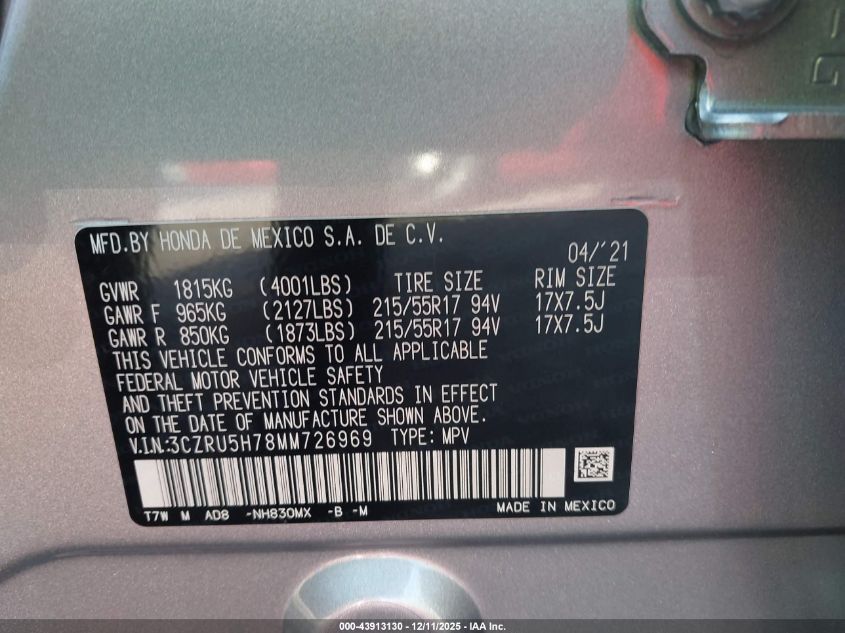 MFD.BY HONDA DE MEXICO S.A. DE C.V.
04/'21
GVWR 1815KG (4001LBS) TIRE SIZE RIM SIZE
GAWR F 965KG (2127LBS) 215/55R17 94V 17X7.5J
GAWR R 850KG (1873LBS) 215/55R17 94V 17X7.5J
THIS VEHICLE CONFORMS TO ALL APPLICABLE
FEDERAL MOTOR VEHICLE SAFETY
AND THEFT PREVENTION STANDARDS IN EFFECT
ON THE DATE OF MANUFACTURE SHOWN ABOVE.
V.I.N:3CZRU5H78MM726969 TYPE: MPV
T7W M AD8 -NH830MX -B -M MADE IN MEXICO
000-43913130 - 12/11/2025 - IAA Inc.